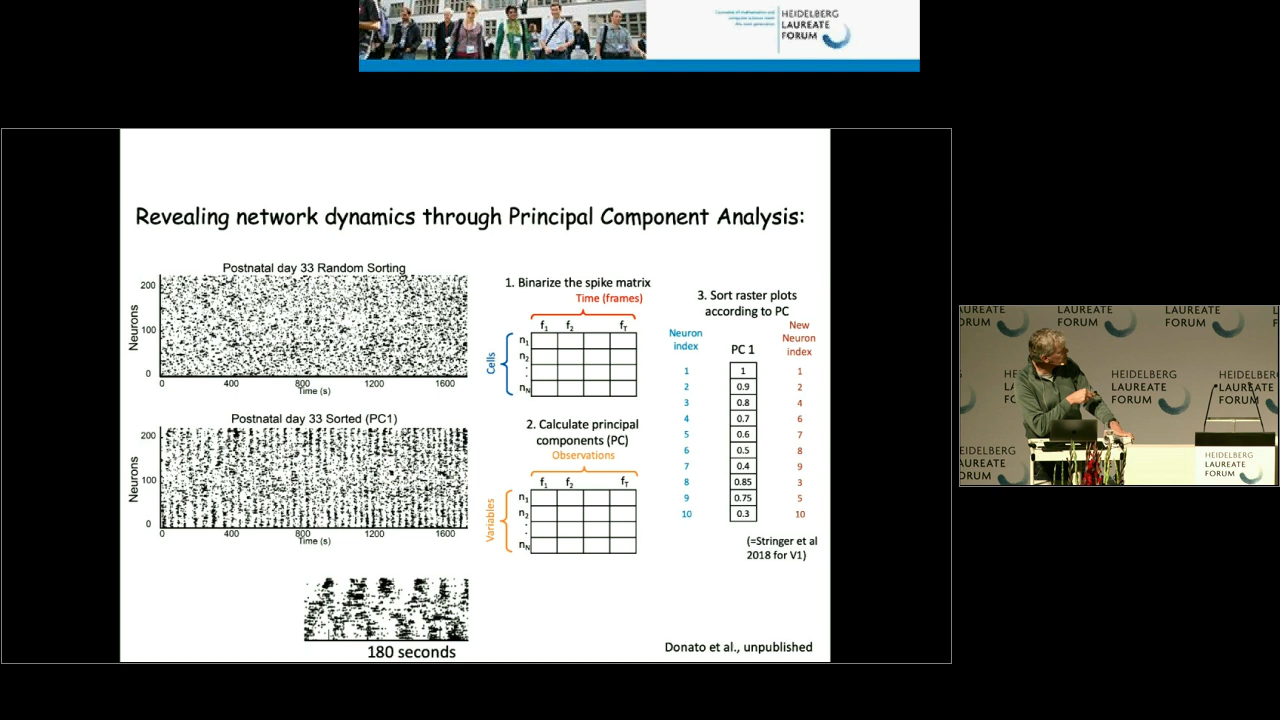 HEIDELBERG
LAUREATE
FORUM
Revealing network dynamics through Principal Component Analysis:
Postnatal day 33 Random Sorting
Neurons
200
100
0
0 400 800 1200 1600
Time (s)
Postnatal day 33 Sorted (PC1)
Neurons
200
100
0
0 400 800 1200 1600
Time (s)
180 seconds
1. Binarize the spike matrix
Time (frames)
f1 f2 fT
Cells
n1
n2
.
nN
2. Calculate principal
components (PC)
Observations
f1 f2 fT
Variables
n1
n2
.
nN
3. Sort raster plots
according to PC
Neuron
index
PC 1
New
Neuron
index
1 1 1
2 0.9 2
3 0.8 4
4 0.7 6
5 0.6 7
6 0.5 8
7 0.4 9
8 0.85 3
9 0.75 5
10 0.3 10
(=Stringer et al
2018 for V1)
Donato et al., unpublished
LAUREATE
FORUM
LAUREATE
FORUM
HEIDELBERG
LAUREATE
FORUM
HEIDELBERG
LAUREATE
FORUM